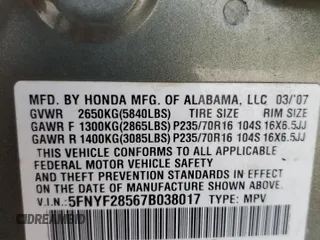 MFD. BY HONDA MFG. OF ALABAMA, LLC 03/'07
GVWR 2650KG(5840LBS) TIRE SIZE RIM SIZE
GAWR F 1300KG(2865LBS) P235/70R16 104S 16X6.5JJ
GAWR R 1400KG(3085LBS) P235/70R16 104S 16X6.5JJ
THIS VEHICLE CONFORMS TO ALL APPLICABLE
FEDERAL MOTOR VEHICLE SAFETY
AND THEFT PREVENTION STANDARDS IN EFFECT
ON THE DATE OF MANUFACTURE SHOWN ABOVE.
V.I.N.: 5FNYF28567B038017 TYPE: MPV
DREAMBID